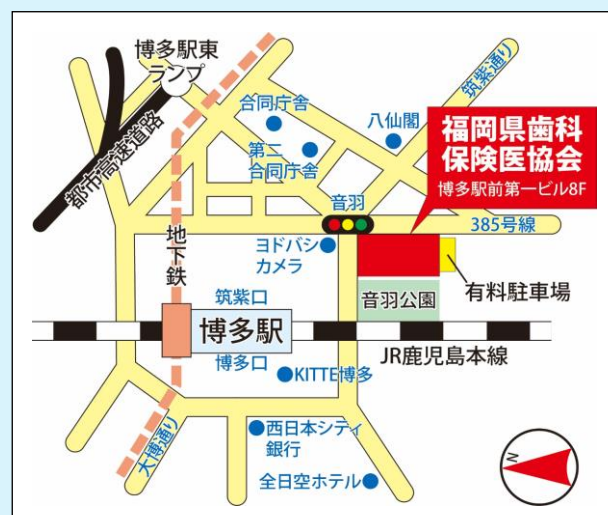 博多駅東
ランプ
都市高速道路
合同庁舎
第二
合同庁舎
八仙閣
筑紫通り
福岡県歯科
保険医協会
博多駅前第一ビル8F
音羽
385号線
地下鉄
ヨドバシ
カメラ
有料駐車場
音羽公園
筑紫口
博多駅
博多口
JR鹿児島本線
KITTE博多
大博通り
西日本シティ
銀行
全日空ホテル
N